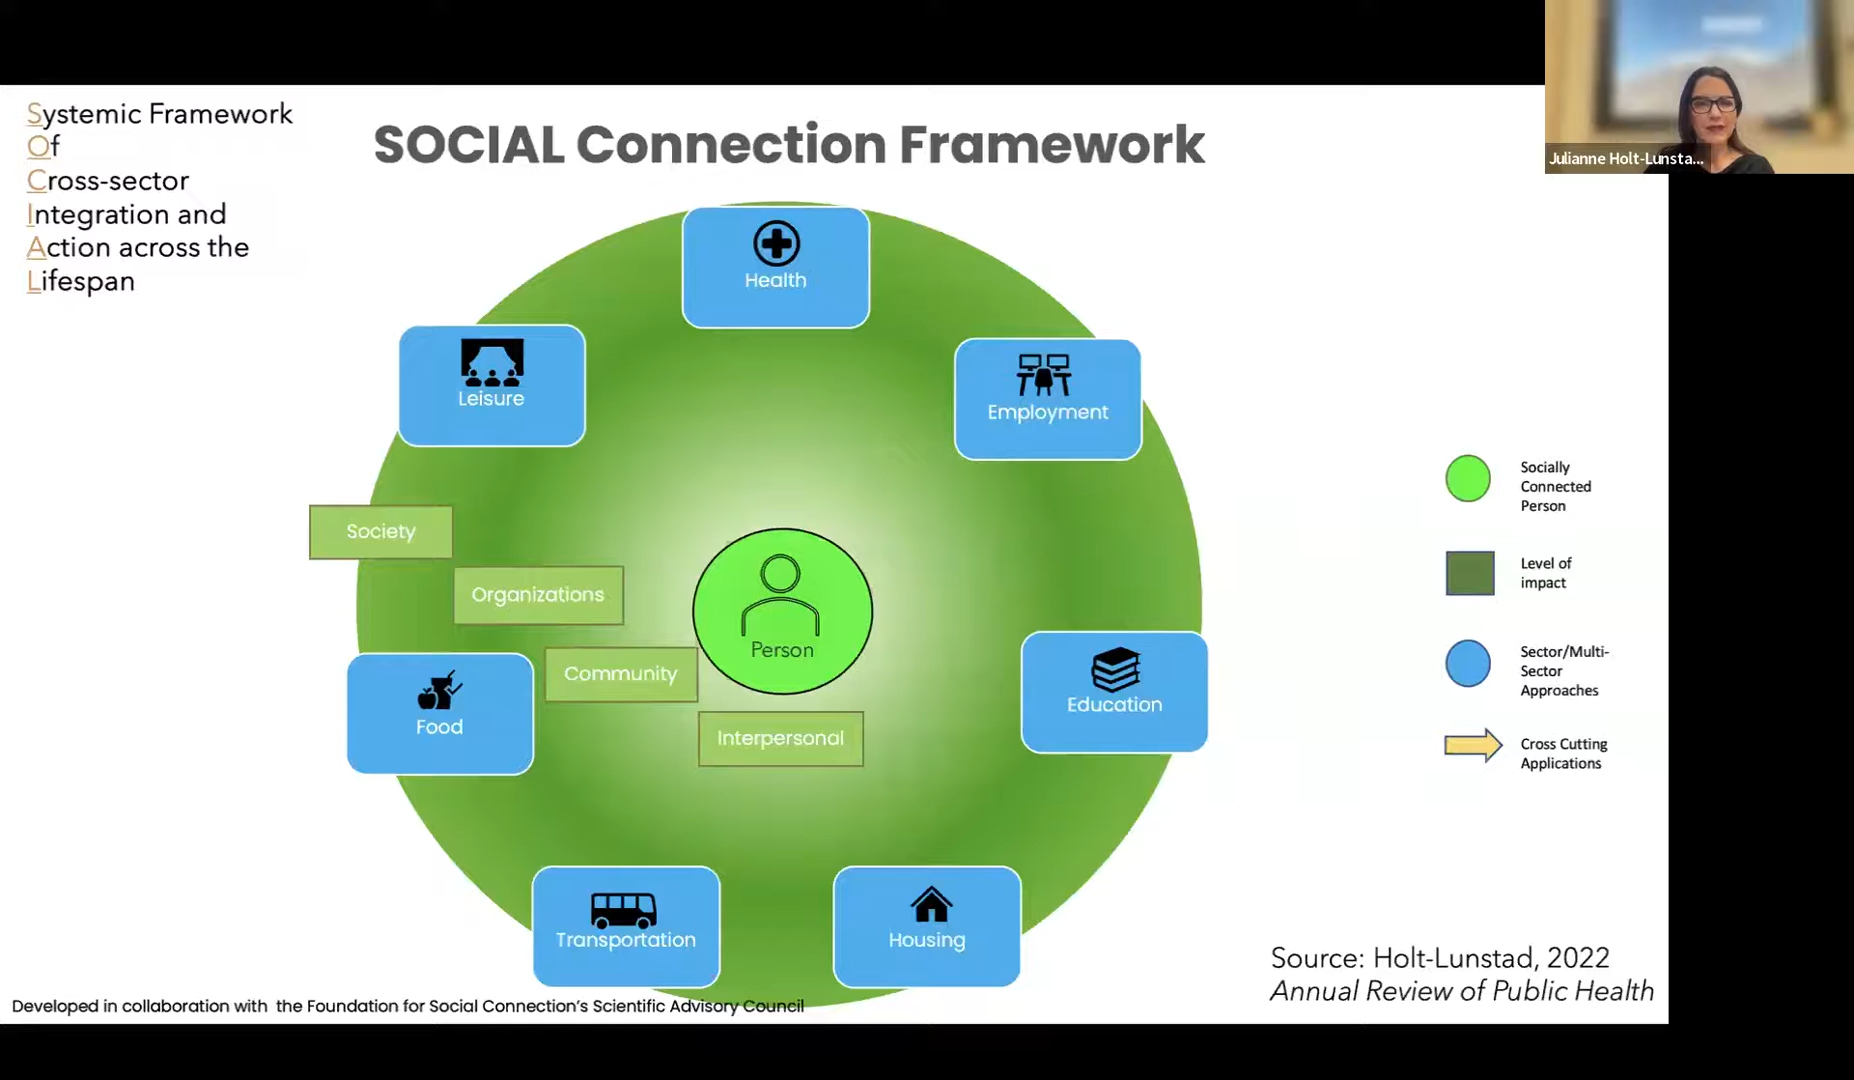 Systemic Framework
Of
Cross-sector
Integration and
Action across the
Lifespan
SOCIAL Connection Framework
Julianne Holt-Lunsta...
Health
Leisure
Employment
Society
Organizations
Community
Person
Interpersonal
Food
Education
Transportation
Housing
Socially
Connected
Person
Level of
impact
Sector/Multi-
Sector
Approaches
Cross Cutting
Applications
Source: Holt-Lunstad, 2022
Annual Review of Public Health
Developed in collaboration with the Foundation for Social Connection’s Scientific Advisory Council